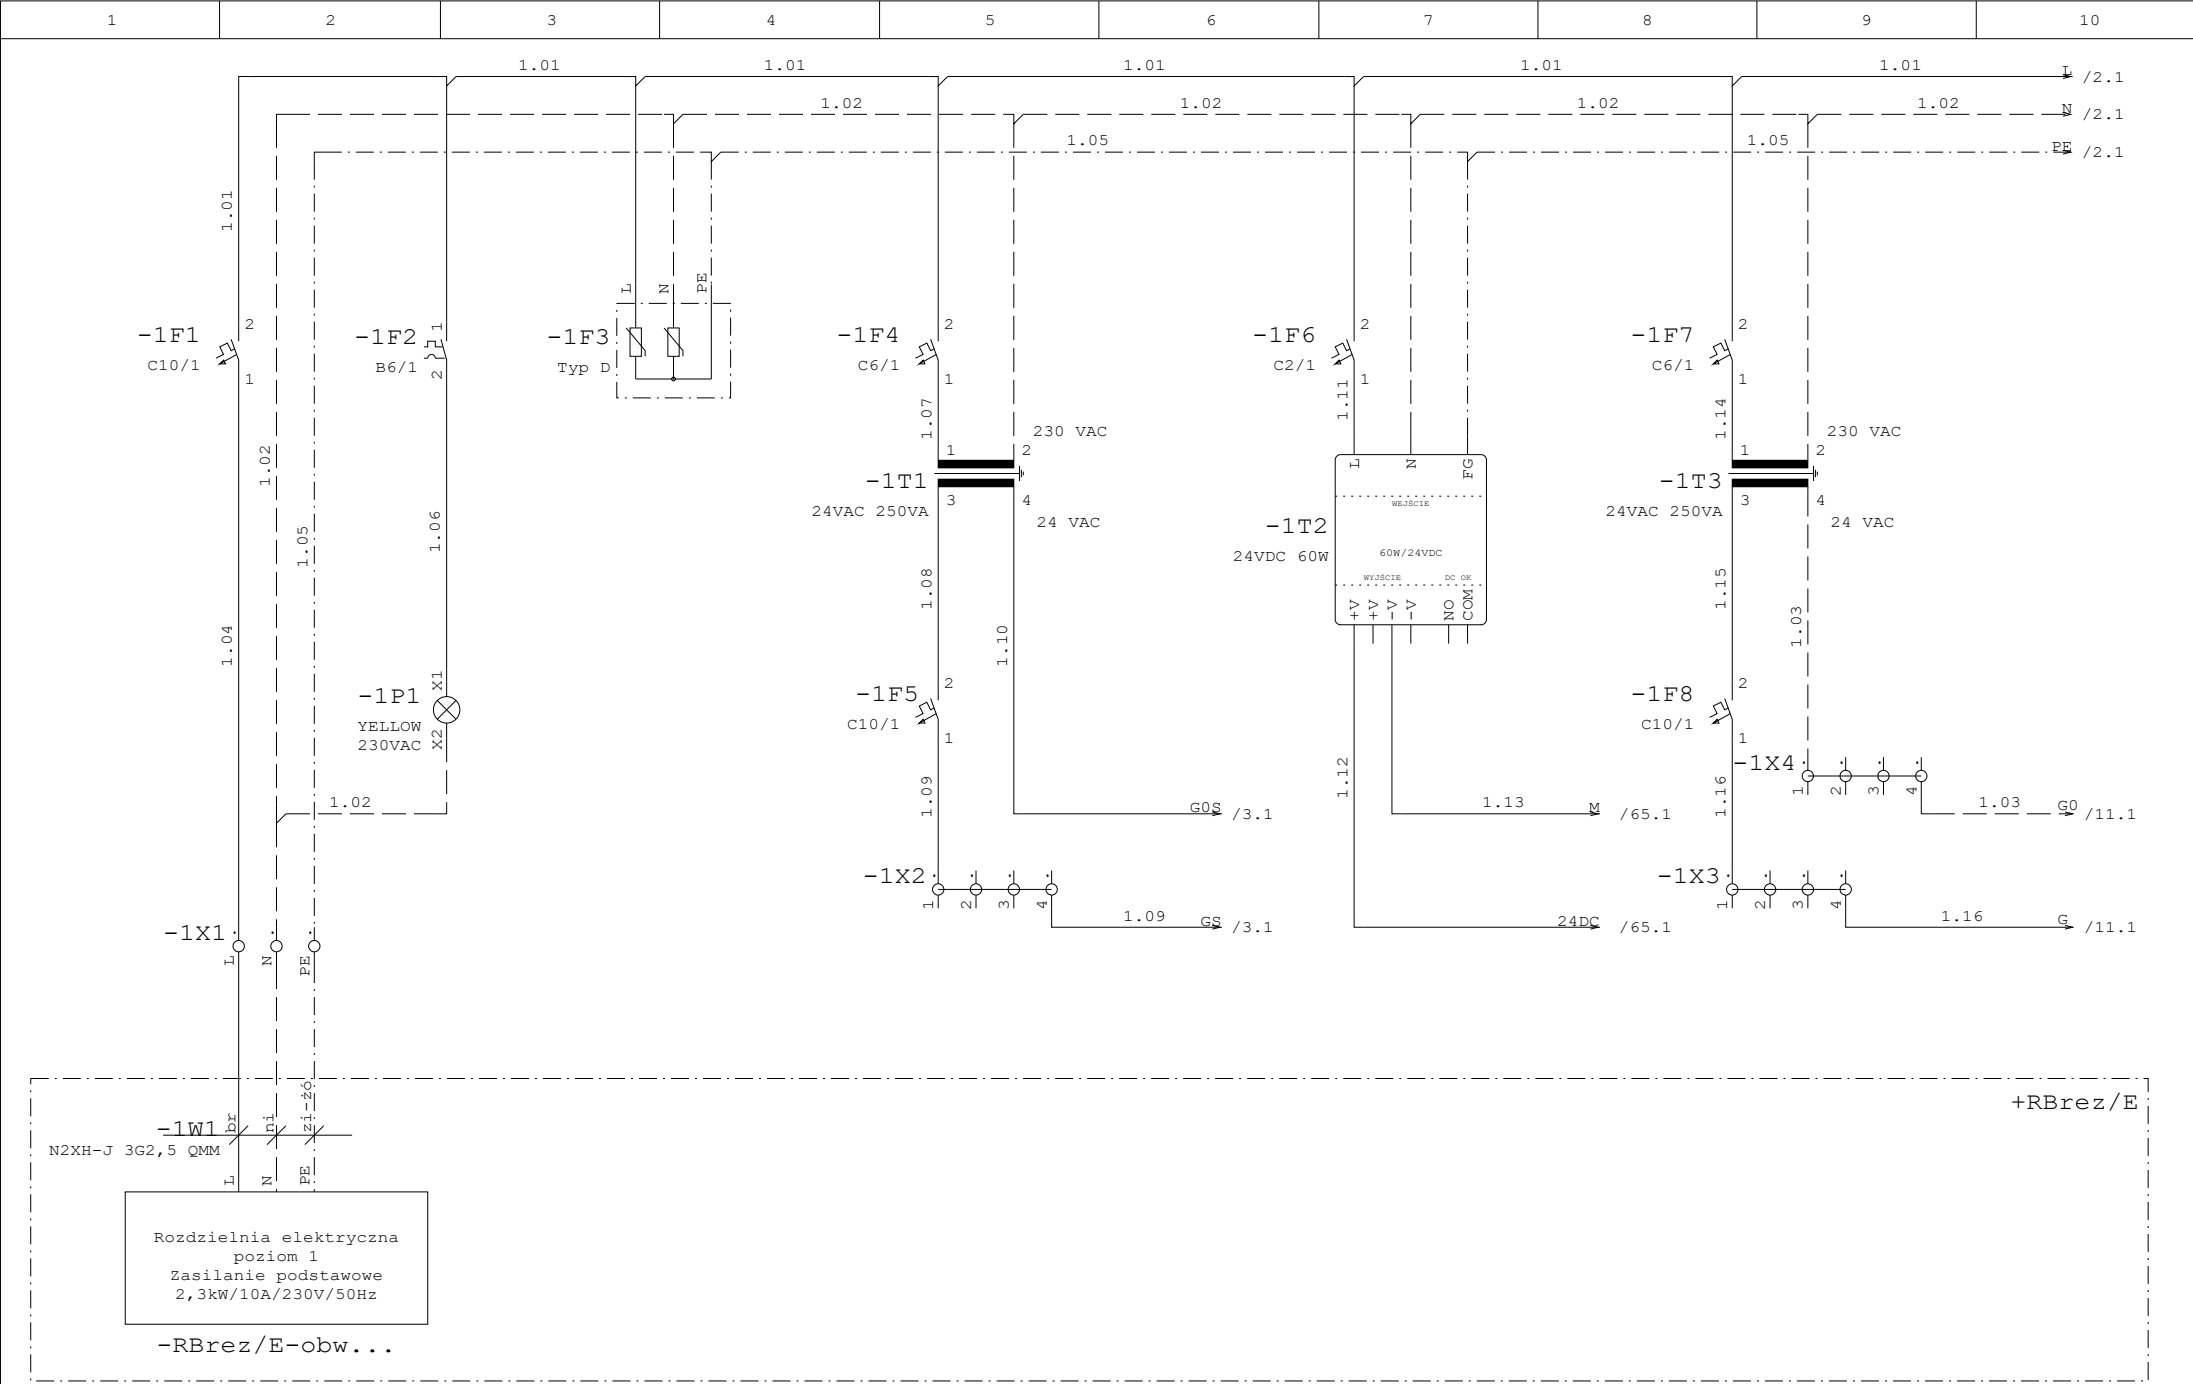 1 2 3 4 5 6 7 8 9 10
1.01 1.01 1.01 1.01 1.01 L /2.1
1.02 1.02 1.02 1.02 N /2.1
1.05 1.05 PE /2.1
1.01
L N PE
-1F1
C10/1
2
1
-1F2
B6/1
1
2
-1F3
Typ D
-1F4
C6/1
2
1
-1F6
C2/1
2
1
-1F7
C6/1
2
1
1.07
1.11
1.14
1.02
1.05
1.06
1.04
230 VAC
1 2
-1T1
24VAC 250VA
3 4
24 VAC
1.08
1.10
L N FG
WEJŚCIE
-1T2
24VDC 60W
60W/24VDC
WYJŚCIE DC OK
+V +V -V -V NO COM
230 VAC
1 2
-1T3
24VAC 250VA
3 4
24 VAC
1.15
1.03
-1P1
YELLOW
230VAC
X1
X2
-1F5
C10/1
2
1
-1F8
C10/1
2
1
1.02
1.09
1.12
1.16
G0S /3.1
1.13 M /65.1
-1X4
1 2 3 4
1.03 G0 /11.1
-1X2
1 2 3 4
1.09 GS /3.1
24DC /65.1
-1X3
1 2 3 4
1.16 G /11.1
-1X1
L N PE
+RBrez/E
-1W1
br ni zi-żo
N2XH-J 3G2,5 QMM
L N PE
Rozdzielnia elektryczna
poziom 1
Zasilanie podstawowe
2,3kW/10A/230V/50Hz
-RBrez/E-obw...